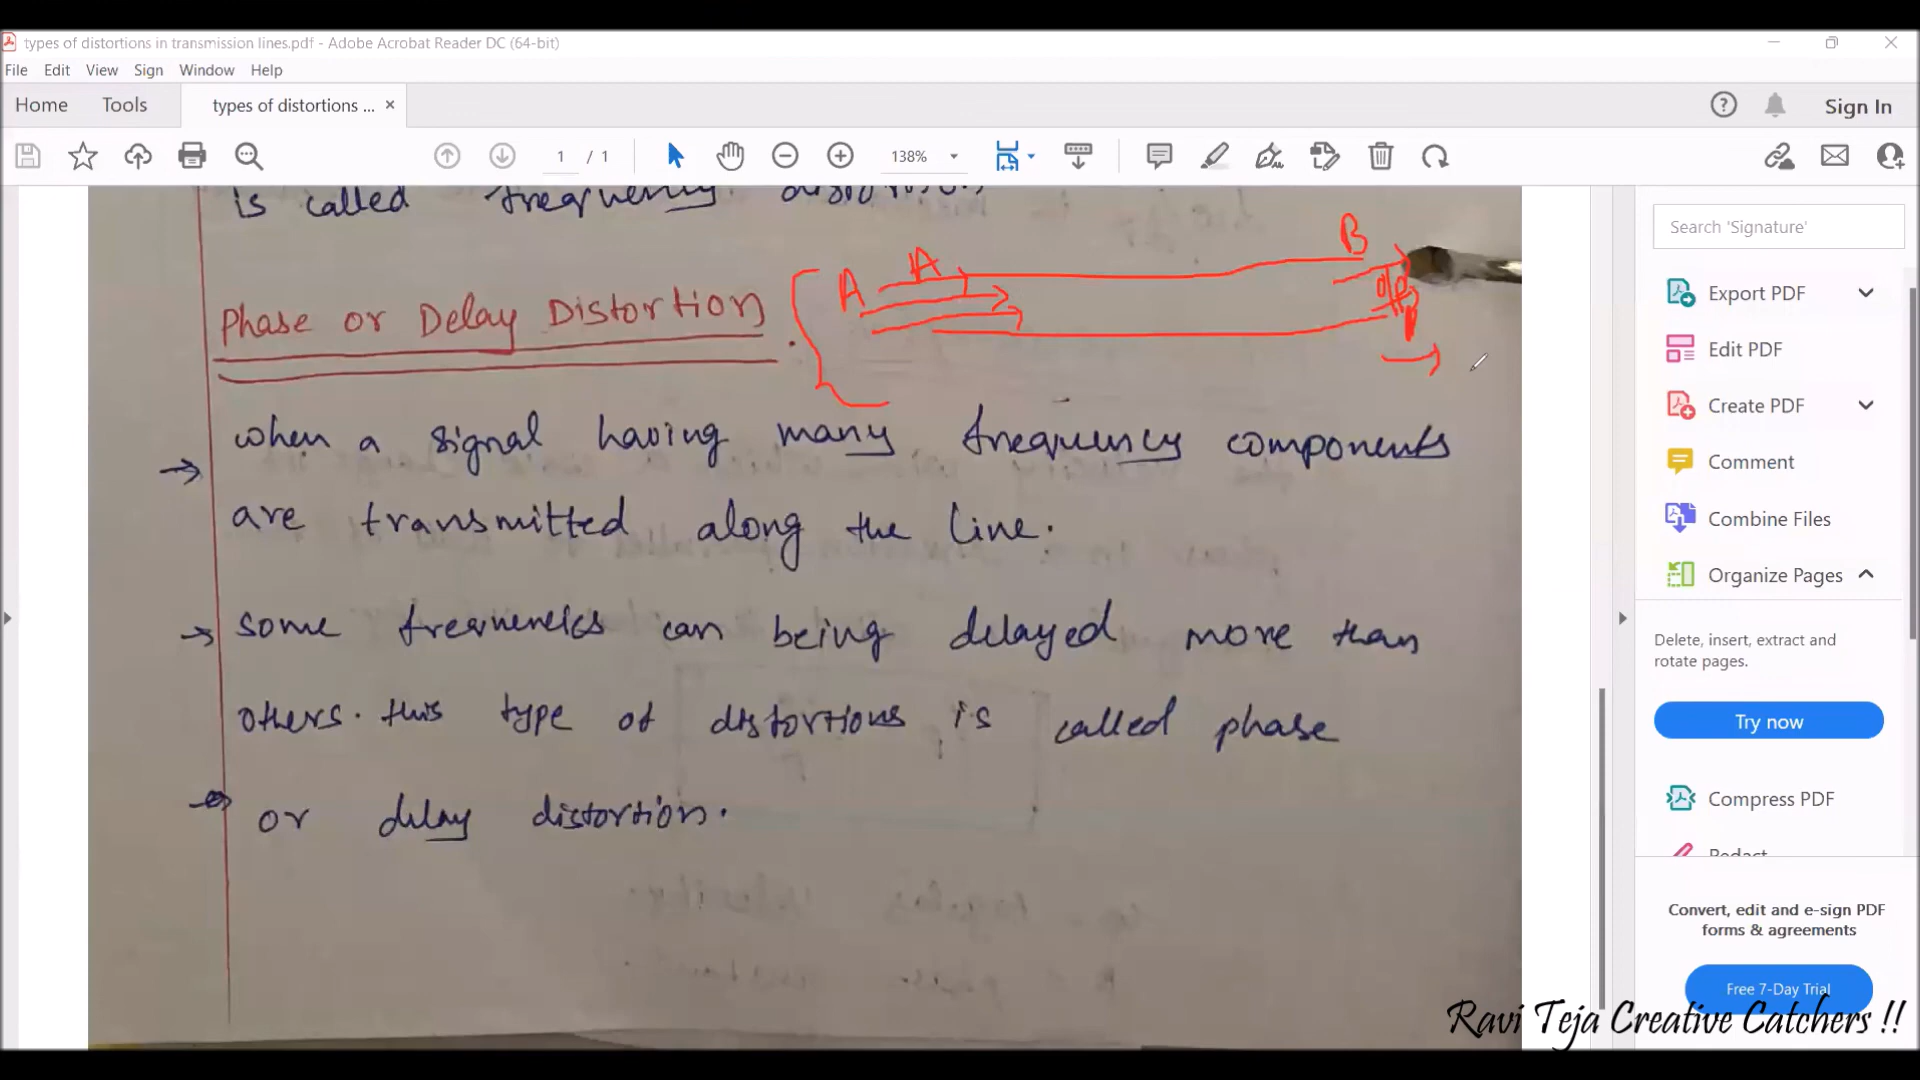 types of distortions in transmission lines.pdf - Adobe Acrobat Reader DC (64-bit)
File Edit View Sign Window Help
Home Tools types of distortions ... × Sign In
1 / 1 138%
is called frequency distortion
A A B
o/p
Phase or Delay Distortion
when a signal having many frequency components
are transmitted along the line.
some frequencies can being delayed more than
others. this type of distortions is called phase
or delay distortion.
Search 'Signature'
Export PDF
Edit PDF
Create PDF
Comment
Combine Files
Organize Pages
Delete, insert, extract and
rotate pages.
Try now
Compress PDF
Redact
Convert, edit and e-sign PDF
forms & agreements
Free 7-Day Trial
Ravi Teja Creative Catchers !!